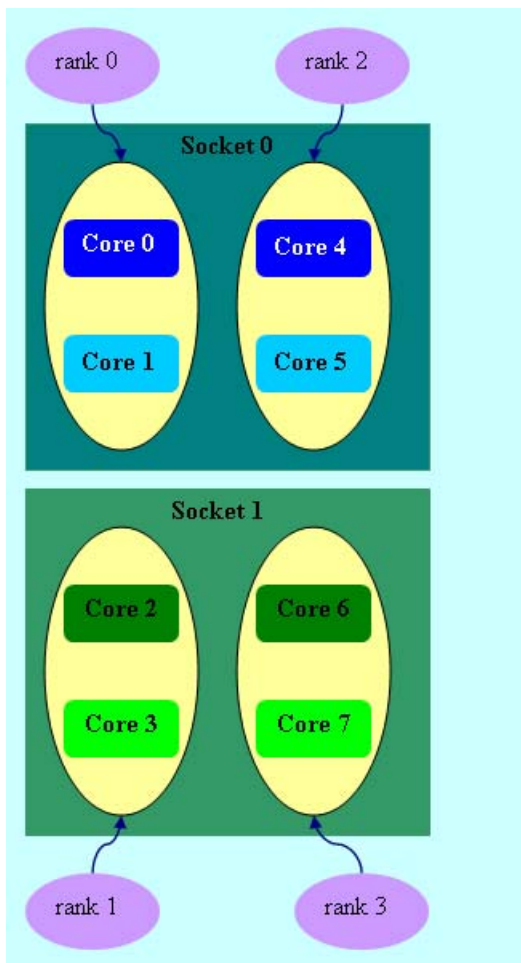 rank 0
rank 2
Socket 0
Core 0
Core 4
Core 1
Core 5
Socket 1
Core 2
Core 6
Core 3
Core 7
rank 1
rank 3